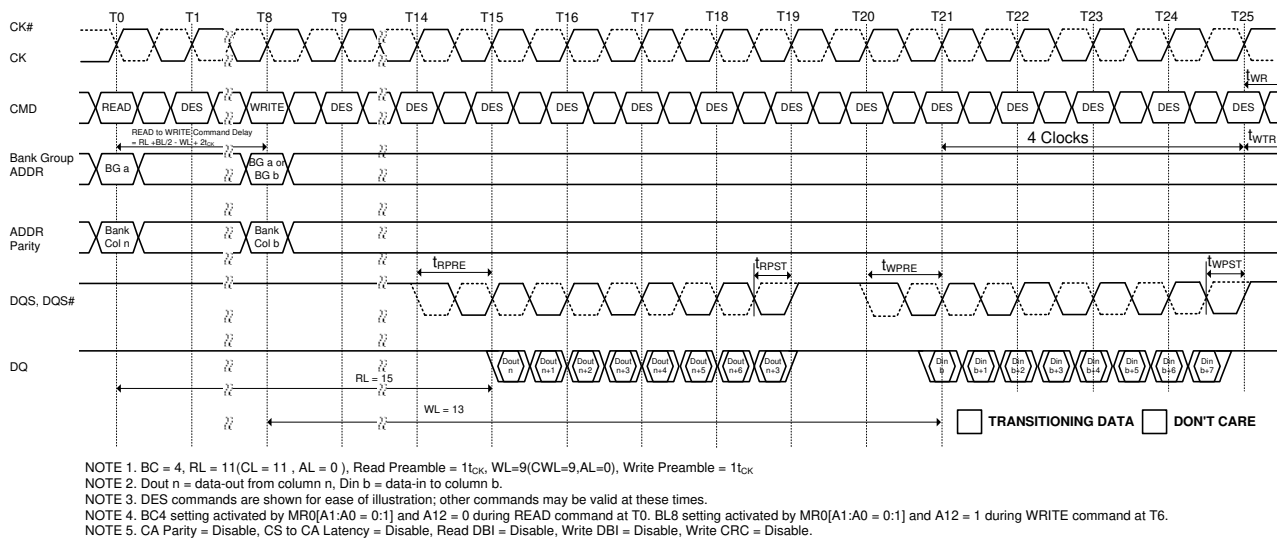 CK#
CK
T0 T1 T8 T9 T14 T15 T16 T17 T18 T19 T20 T21 T22 T23 T24 T25
tWR
CMD
READ DES WRITE DES DES DES DES DES DES DES DES DES DES DES DES DES
READ to WRITE Command Delay
= RL +BL/2 - WL + 2tCK
4 Clocks
tWTR
Bank Group
ADDR
BG a
BG a or
BG b
ADDR
Parity
Bank
Col n
Bank
Col b
tRPRE
tRPST
tWPRE
tWPST
DQS, DQS#
DQ
Dout
n
Dout
n+1
Dout
n+2
Dout
n+3
Dout
n+4
Dout
n+5
Dout
n+6
Dout
n+3
Din
b
Din
b+1
Din
b+2
Din
b+3
Din
b+4
Din
b+5
Din
b+6
Din
b+7
RL = 15
WL = 13
TRANSITIONING DATA
DON'T CARE
NOTE 1. BC = 4, RL = 11(CL = 11 , AL = 0 ), Read Preamble = 1tCK, WL=9(CWL=9,AL=0), Write Preamble = 1tCK
NOTE 2. Dout n = data-out from column n, Din b = data-in to column b.
NOTE 3. DES commands are shown for ease of illustration; other commands may be valid at these times.
NOTE 4. BC4 setting activated by MR0[A1:A0 = 0:1] and A12 = 0 during READ command at T0. BL8 setting activated by MR0[A1:A0 = 0:1] and A12 = 1 during WRITE command at T6.
NOTE 5. CA Parity = Disable, CS to CA Latency = Disable, Read DBI = Disable, Write DBI = Disable, Write CRC = Disable.